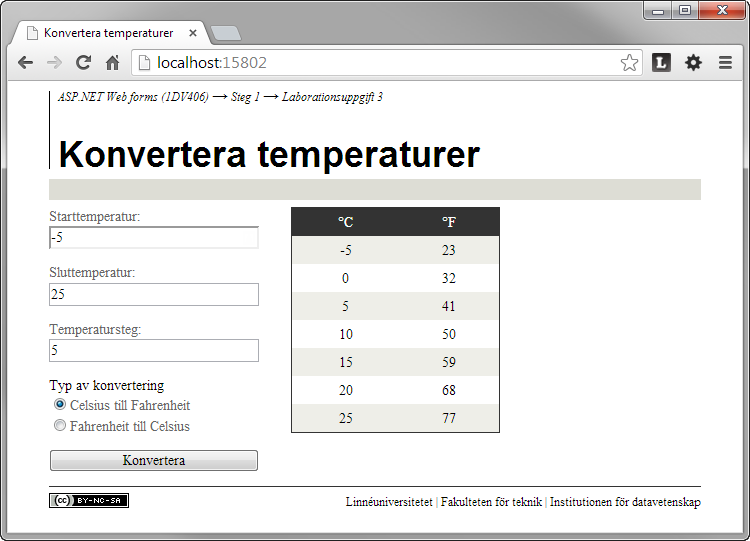 Konvertera temperaturer
localhost:15802
L
ASP.NET Web forms (1DV406) → Steg 1 → Laborationsuppgift 3
Konvertera temperaturer
Starttemperatur:
-5
Sluttemperatur:
25
Temperatursteg:
5
Typ av konvertering
Celsius till Fahrenheit
Fahrenheit till Celsius
Konvertera
°C °F
-5 23
0 32
5 41
10 50
15 59
20 68
25 77
(cc) BY-NC-SA
Linnéuniversitetet | Fakulteten för teknik | Institutionen för datavetenskap